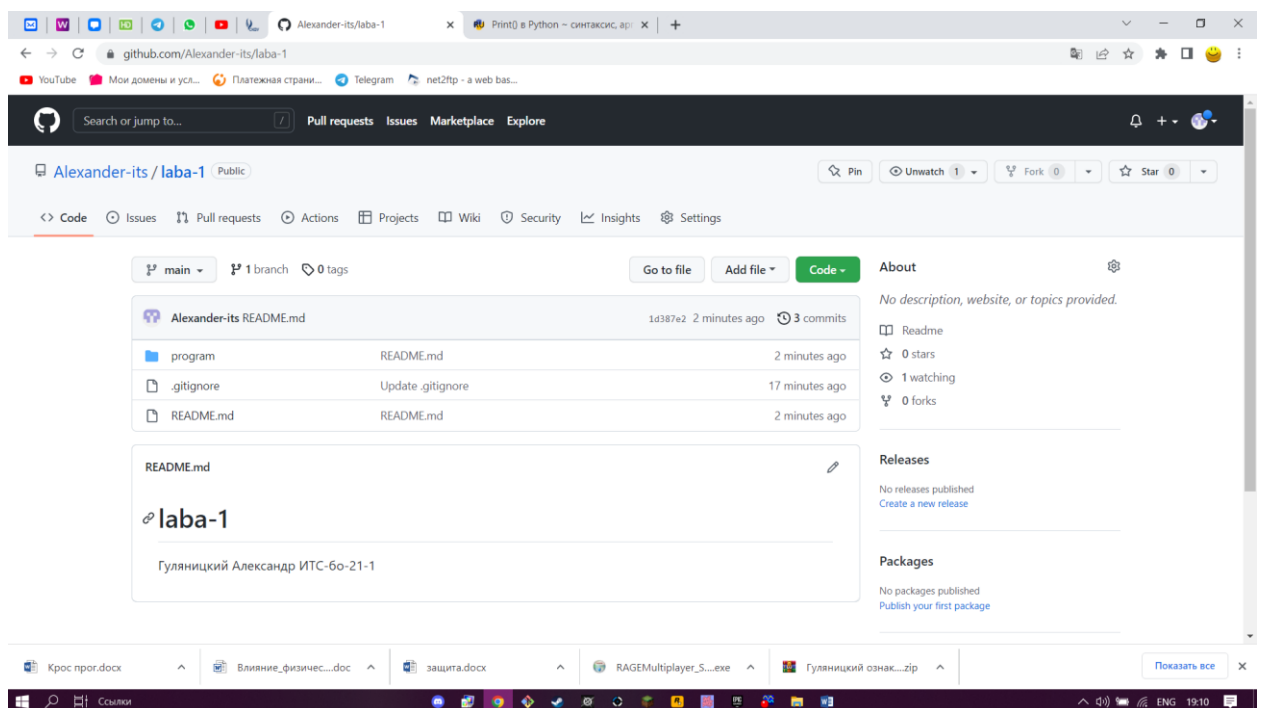 Alexander-its/laba-1
Print() в Python ~ синтаксис, арг
github.com/Alexander-its/laba-1
YouTube Мои домены и усл... Платежная страни... Telegram net2ftp - a web bas...
Search or jump to... / Pull requests Issues Marketplace Explore
Alexander-its / laba-1 Public Pin Unwatch 1 Fork 0 Star 0
Code Issues Pull requests Actions Projects Wiki Security Insights Settings
main 1 branch 0 tags Go to file Add file Code
Alexander-its README.md 1d387e2 2 minutes ago 3 commits
program README.md 2 minutes ago
.gitignore Update .gitignore 17 minutes ago
README.md README.md 2 minutes ago
README.md
laba-1
Гуляницкий Александр ИТС-бо-21-1
About
No description, website, or topics provided.
Readme
0 stars
1 watching
0 forks
Releases
No releases published
Create a new release
Packages
No packages published
Publish your first package
Крос прог.docx Влияние_физичес....doc защита.docx RAGEMultiplayer_S....exe Гуляницкий ознак....zip Показать все
Ссылки ENG 19:10